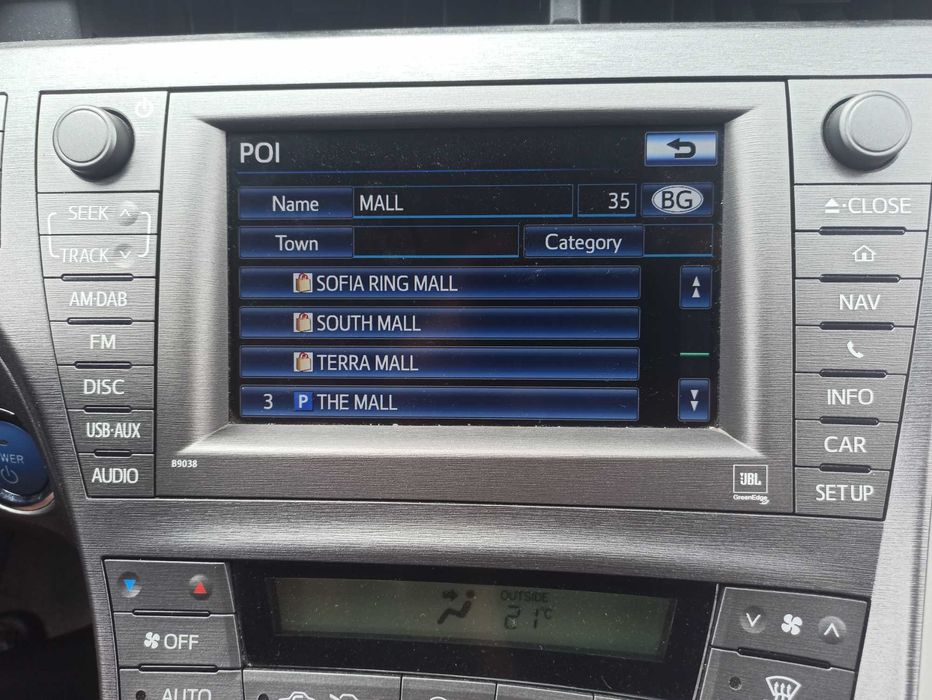 POI
Name MALL 35 BG
Town Category
SOFIA RING MALL
SOUTH MALL
TERRA MALL
3 P THE MALL
SEEK
TRACK
AM·DAB
FM
DISC
USB·AUX
AUDIO
B9038
JBL
GreenEdge
CLOSE
NAV
INFO
CAR
SETUP
OUTSIDE
21°C
OFF
AUTO